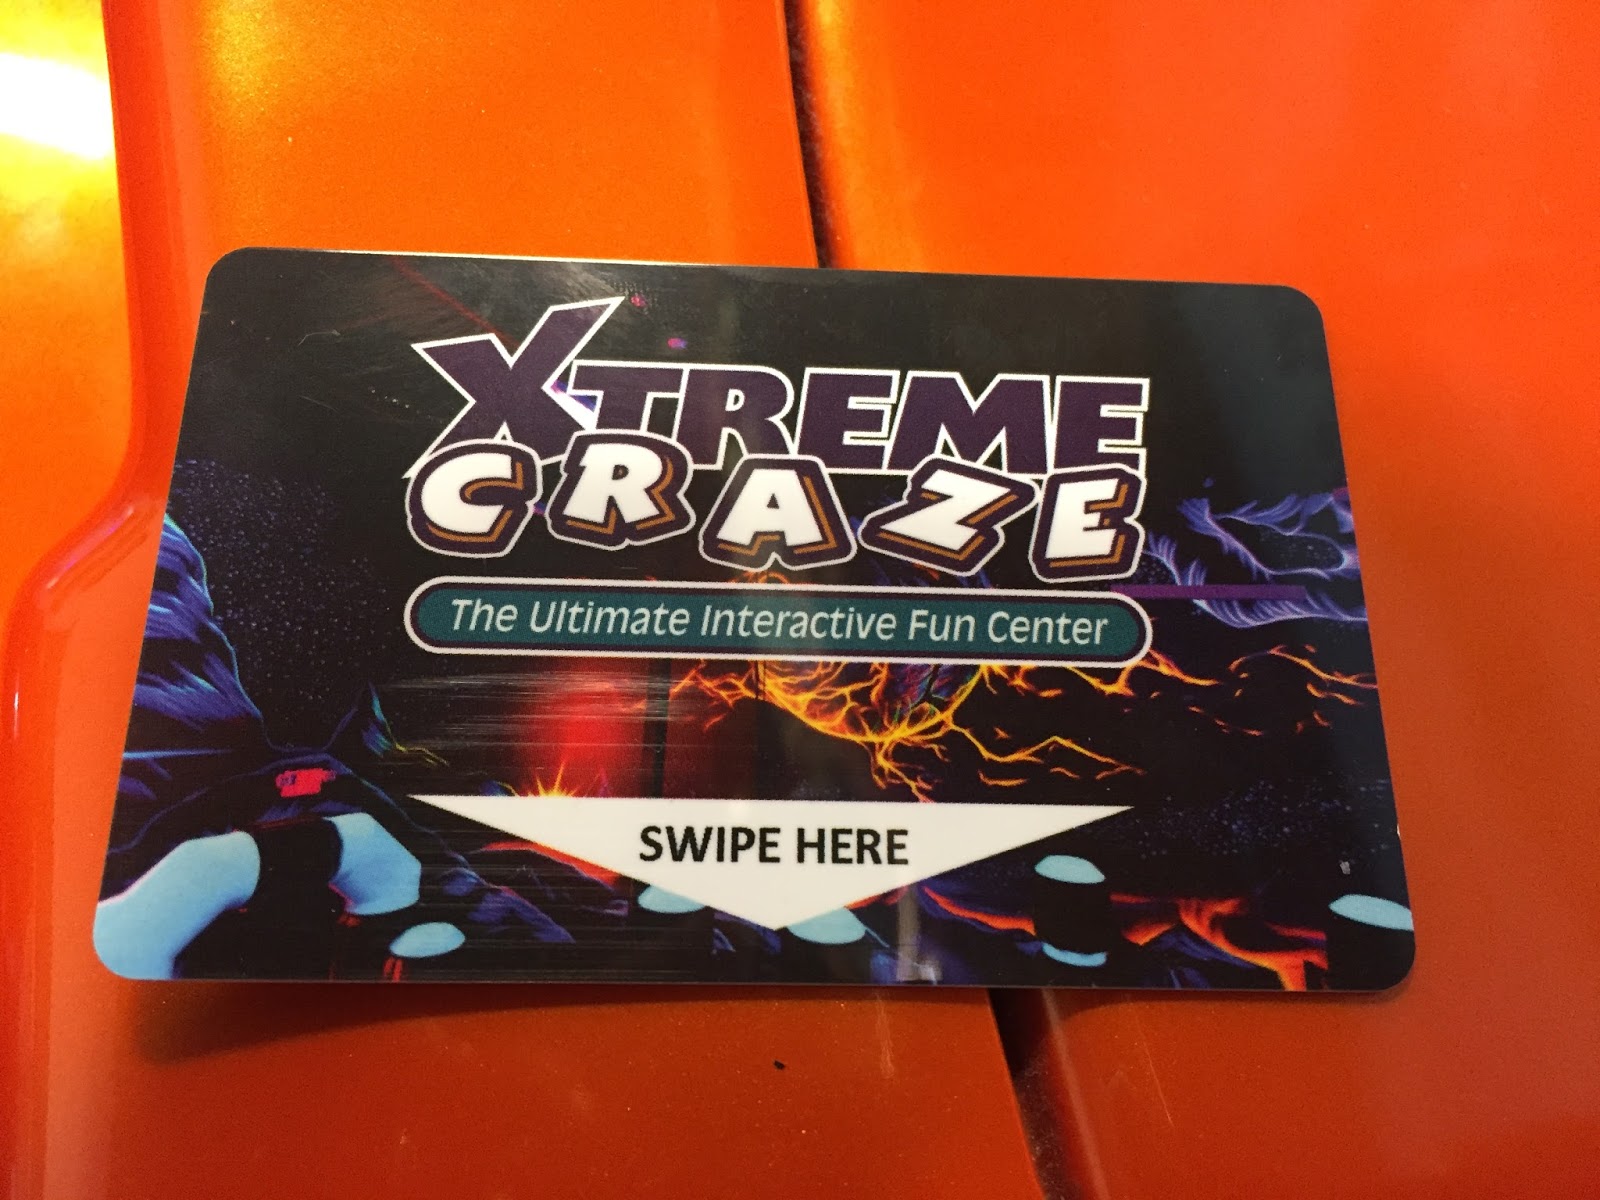 XTREME
CRAZE
The Ultimate Interactive Fun Center
SWIPE HERE